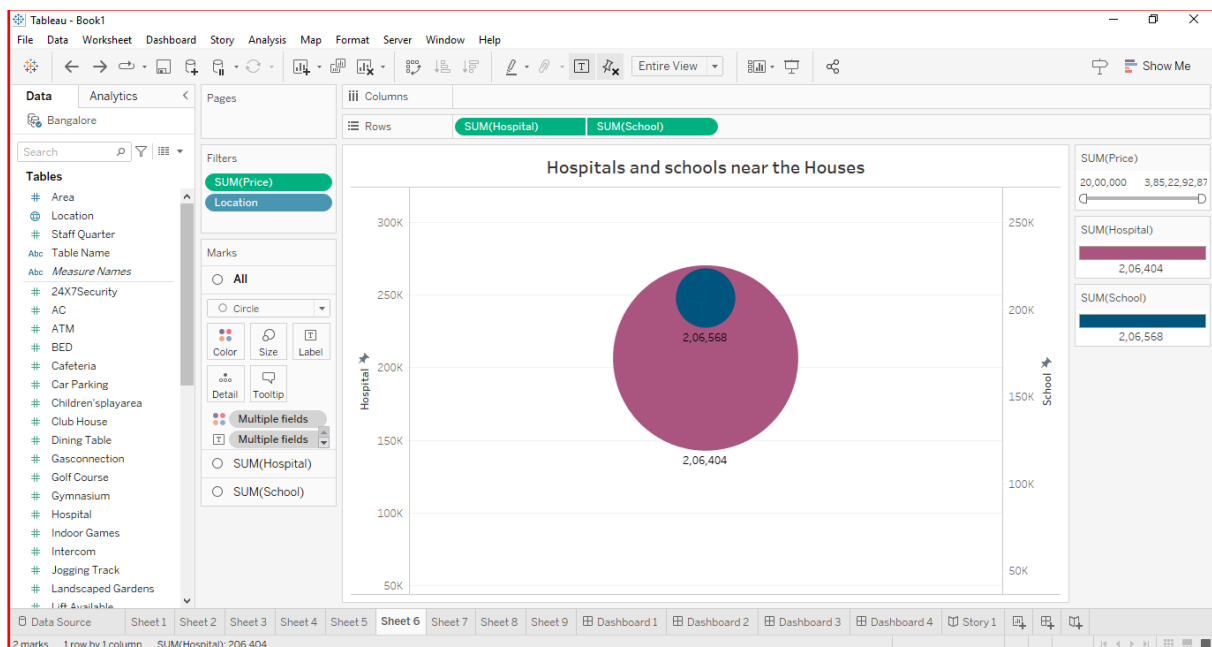 Tableau - Book1
File Data Worksheet Dashboard Story Analysis Map Format Server Window Help
Entire View
Show Me
Data Analytics
Bangalore
Search
Tables
Area
Location
Staff Quarter
Abc Table Name
Abc Measure Names
24X7Security
AC
ATM
BED
Cafeteria
Car Parking
Children'splayarea
Club House
Dining Table
Gasconnection
Golf Course
Gymnasium
Hospital
Indoor Games
Intercom
Jogging Track
Landscaped Gardens
Lift Available
Pages
Filters
SUM(Price)
Location
Marks
All
Circle
Color Size Label
Detail Tooltip
Multiple fields
Multiple fields
SUM(Hospital)
SUM(School)
Columns
Rows
SUM(Hospital) SUM(School)
Hospitals and schools near the Houses
300K
250K
200K
150K
100K
50K
Hospital
2,06,568
2,06,404
250K
200K
150K
100K
50K
School
SUM(Price)
20,00,000 3,85,22,92,87
SUM(Hospital)
2,06,404
SUM(School)
2,06,568
Data Source Sheet 1 Sheet 2 Sheet 3 Sheet 4 Sheet 5 Sheet 6 Sheet 7 Sheet 8 Sheet 9 Dashboard 1 Dashboard 2 Dashboard 3 Dashboard 4 Story 1
2 marks 1 row by 1 column SUM(Hospital): 206,404